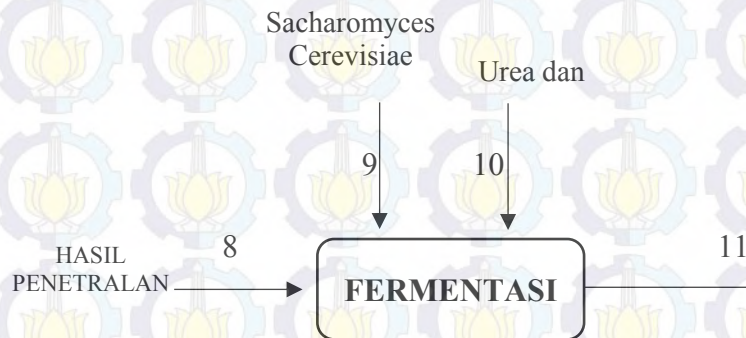 Sacharomyces
Cerevisiae
Urea dan
9
10
HASIL
PENETRALAN
8
11
FERMENTASI